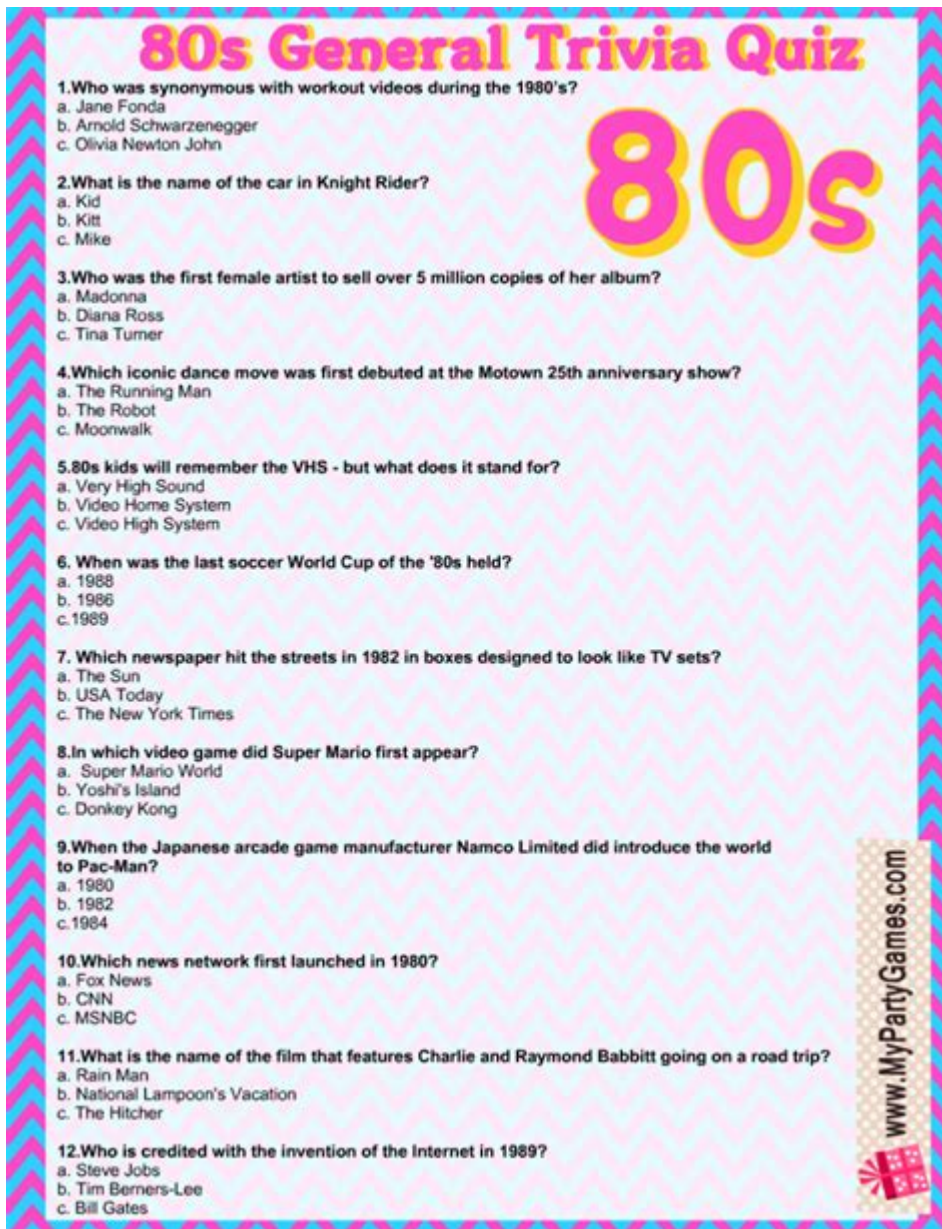 80s General Trivia Quiz
1.Who was synonymous with workout videos during the 1980's?
a. Jane Fonda
b. Arnold Schwarzenegger
c. Olivia Newton John
80s
2.What is the name of the car in Knight Rider?
a. Kid
b. Kitt
c. Mike
3.Who was the first female artist to sell over 5 million copies of her album?
a. Madonna
b. Diana Ross
c. Tina Turner
4.Which iconic dance move was first debuted at the Motown 25th anniversary show?
a. The Running Man
b. The Robot
c. Moonwalk
5.80s kids will remember the VHS - but what does it stand for?
a. Very High Sound
b. Video Home System
c. Video High System
6. When was the last soccer World Cup of the '80s held?
a. 1988
b. 1986
c.1989
7. Which newspaper hit the streets in 1982 in boxes designed to look like TV sets?
a. The Sun
b. USA Today
c. The New York Times
8.In which video game did Super Mario first appear?
a. Super Mario World
b. Yoshi's Island
c. Donkey Kong
9.When the Japanese arcade game manufacturer Namco Limited did introduce the world
to Pac-Man?
a. 1980
b. 1982
c.1984
10.Which news network first launched in 1980?
a. Fox News
b. CNN
c. MSNBC
11.What is the name of the film that features Charlie and Raymond Babbitt going on a road trip?
a. Rain Man
b. National Lampoon's Vacation
c. The Hitcher
12.Who is credited with the invention of the Internet in 1989?
a. Steve Jobs
b. Tim Berners-Lee
c. Bill Gates
www.MyPartyGames.com